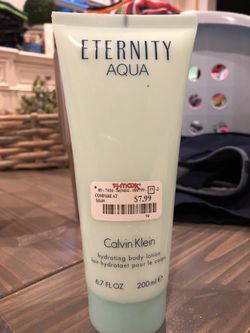 ETERNITY
AQUA
T·J·maxx
COMPARE AT
$7.99
Calvin Klein
hydrating body lotion
lait hydratant pour le corps
6.7 FL OZ 200 ml e